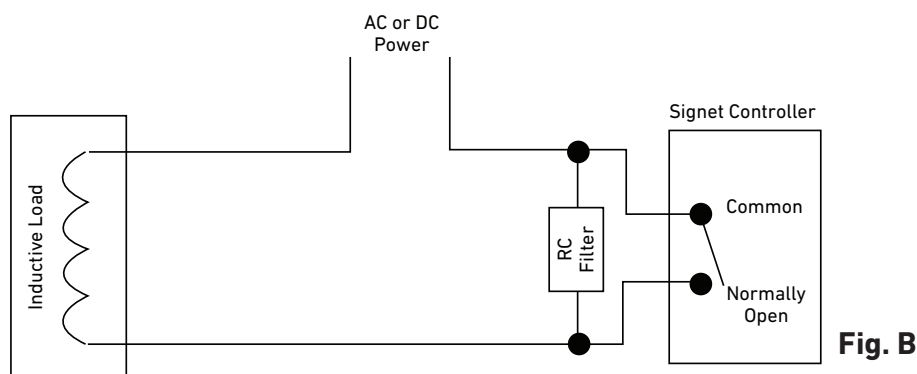 AC or DC
Power
Signet Controller
Inductive Load
RC
Filter
Common
Normally
Open
Fig. B